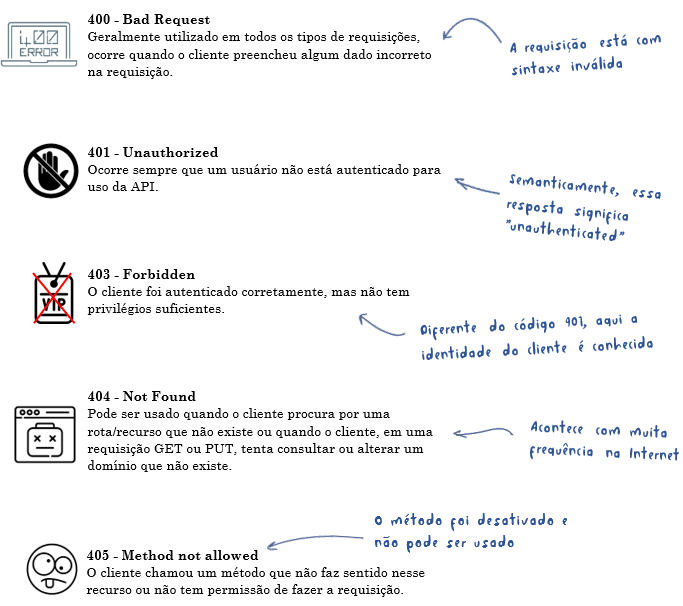 400 ERROR
400 - Bad Request
Geralmente utilizado em todos os tipos de requisições,
ocorre quando o cliente preencheu algum dado incorreto
na requisição.
A requisição está com
sintaxe inválida
401 - Unauthorized
Ocorre sempre que um usuário não está autenticado para
uso da API.
Semanticamente, essa
resposta significa
"unauthenticated"
VIP
403 - Forbidden
O cliente foi autenticado corretamente, mas não tem
privilégios suficientes.
Diferente do código 401, aqui a
identidade do cliente é conhecida
404 - Not Found
Pode ser usado quando o cliente procura por uma
rota/recurso que não existe ou quando o cliente, em uma
requisição GET ou PUT, tenta consultar ou alterar um
domínio que não existe.
Acontece com muita
frequência na Internet
O método foi desativado e
não pode ser usado
405 - Method not allowed
O cliente chamou um método que não faz sentido nesse
recurso ou não tem permissão de fazer a requisição.